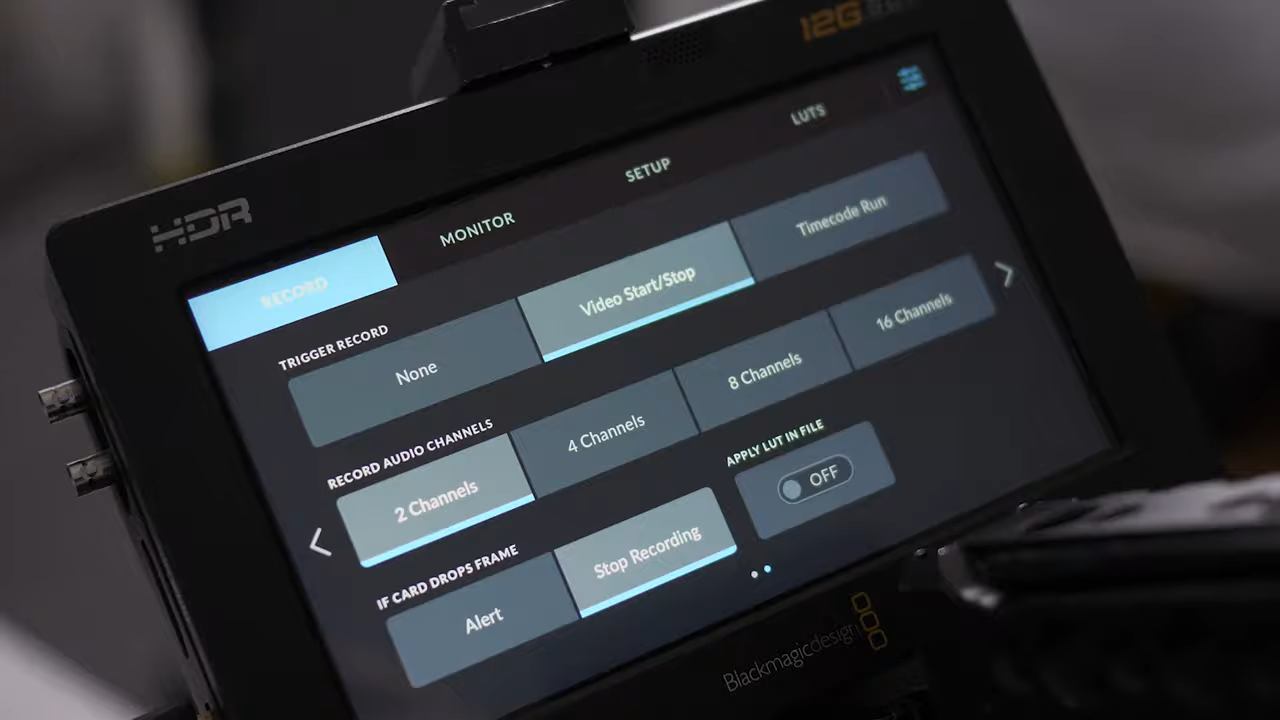 12G
HDR
RECORD
MONITOR
SETUP
LUTS
TRIGGER RECORD
None
Video Start/Stop
Timecode Run
RECORD AUDIO CHANNELS
2 Channels
4 Channels
8 Channels
16 Channels
IF CARD DROPS FRAME
Alert
Stop Recording
APPLY LUT IN FILE
OFF
Blackmagicdesign